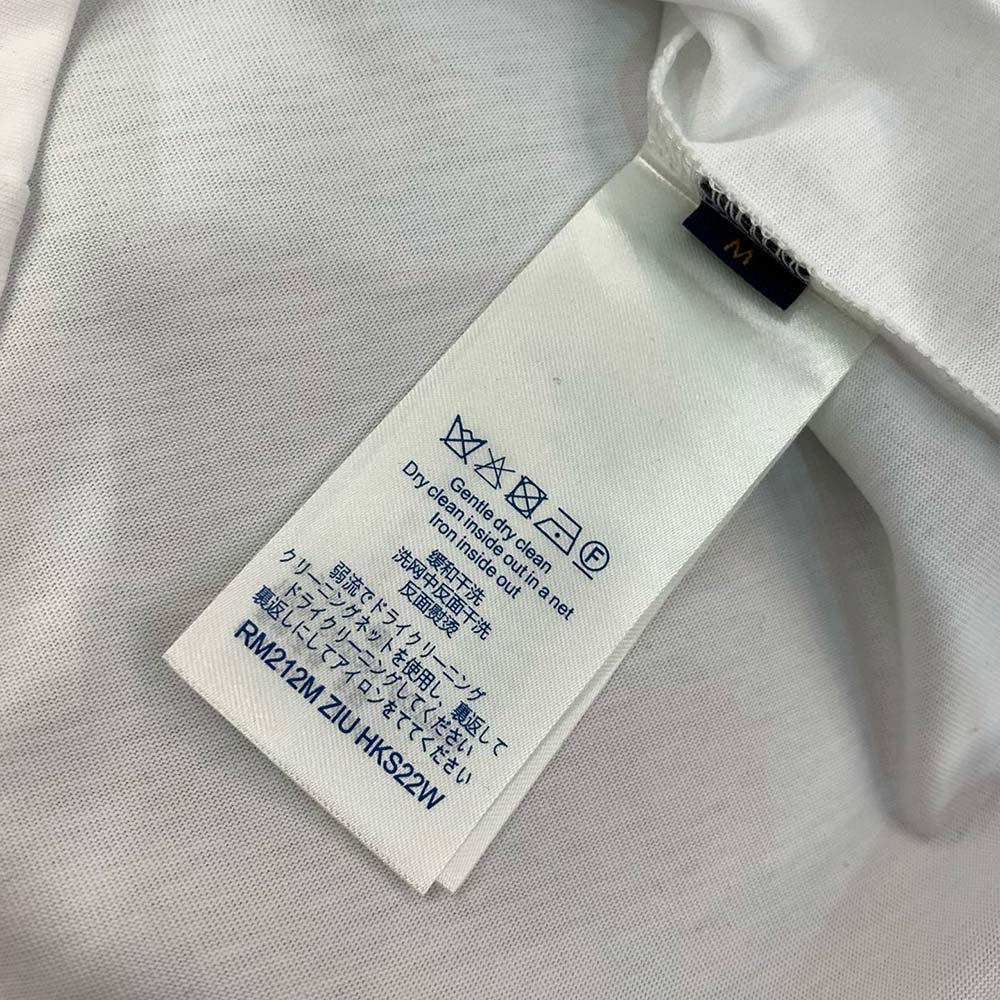 M
F
Gentle dry clean
Dry clean inside out in a net
Iron inside out
缓和干洗
洗网中反面干洗
反面熨烫
弱流でドライクリーニング
クリーニングネットを使用し、裏返して
ドライクリーニングしてください
裏返しにしてアイロンをててください
RM212M ZIU HKS22W